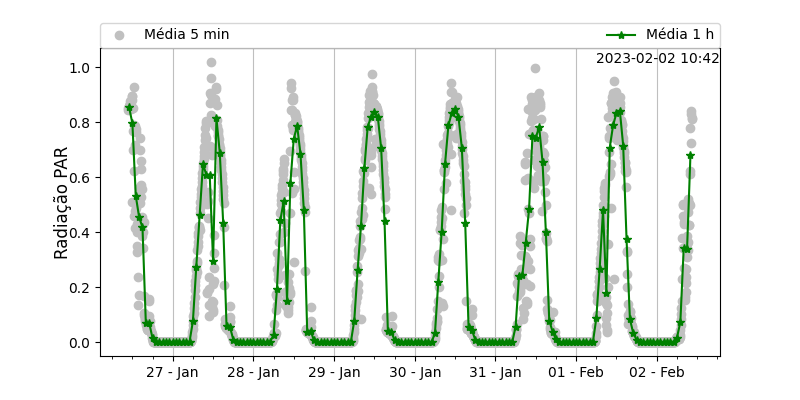 Média 5 min
Média 1 h
2023-02-02 10:42
1.0
0.8
0.6
0.4
0.2
0.0
Radiação PAR
27 - Jan
28 - Jan
29 - Jan
30 - Jan
31 - Jan
01 - Feb
02 - Feb